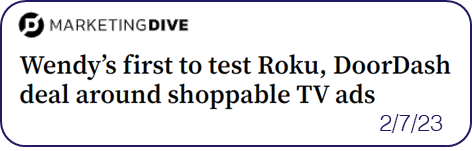 MARKETINGDIVE
Wendy's first to test Roku, DoorDash
deal around shoppable TV ads
2/7/23